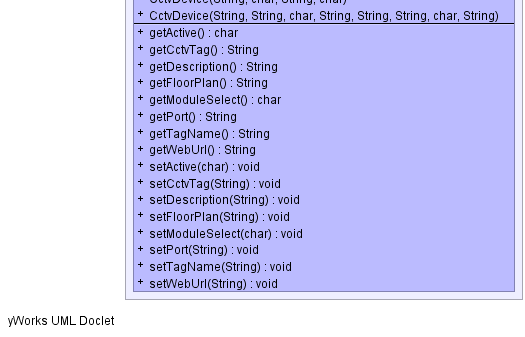 CctvDevice(String, char, String, char)
+ CctvDevice(String, String, char, String, String, String, char, String)
+ getActive() : char
+ getCctvTag() : String
+ getDescription() : String
+ getFloorPlan() : String
+ getModuleSelect() : char
+ getPort() : String
+ getTagName() : String
+ getWebUrl() : String
+ setActive(char) : void
+ setCctvTag(String) : void
+ setDescription(String) : void
+ setFloorPlan(String) : void
+ setModuleSelect(char) : void
+ setPort(String) : void
+ setTagName(String) : void
+ setWebUrl(String) : void
yWorks UML Doclet